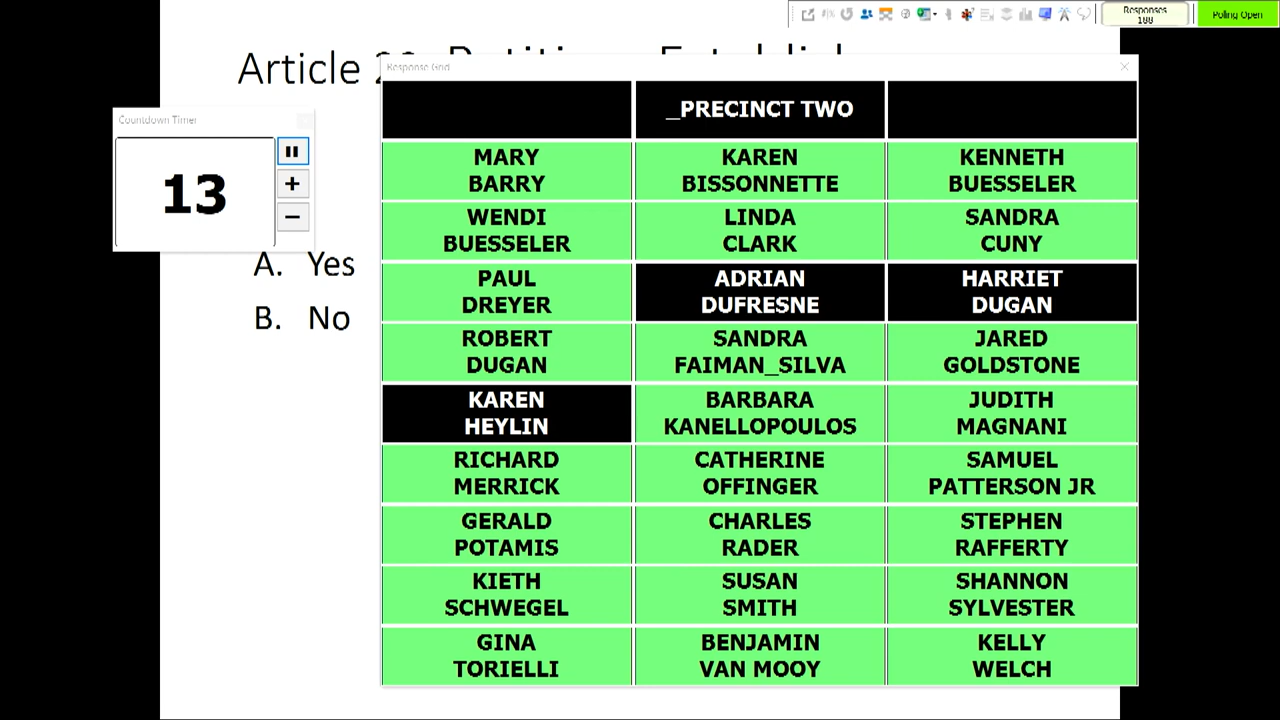 Responses
188
Polling Open
Article
Response Grid
Countdown Timer
13
A. Yes
B. No
_PRECINCT TWO
MARY
BARRY
KAREN
BISSONNETTE
KENNETH
BUESSELER
WENDI
BUESSELER
LINDA
CLARK
SANDRA
CUNY
PAUL
DREYER
ADRIAN
DUFRESNE
HARRIET
DUGAN
ROBERT
DUGAN
SANDRA
FAIMAN_SILVA
JARED
GOLDSTONE
KAREN
HEYLIN
BARBARA
KANELLOPOULOS
JUDITH
MAGNANI
RICHARD
MERRICK
CATHERINE
OFFINGER
SAMUEL
PATTERSON JR
GERALD
POTAMIS
CHARLES
RADER
STEPHEN
RAFFERTY
KIETH
SCHWEGEL
SUSAN
SMITH
SHANNON
SYLVESTER
GINA
TORIELLI
BENJAMIN
VAN MOOY
KELLY
WELCH